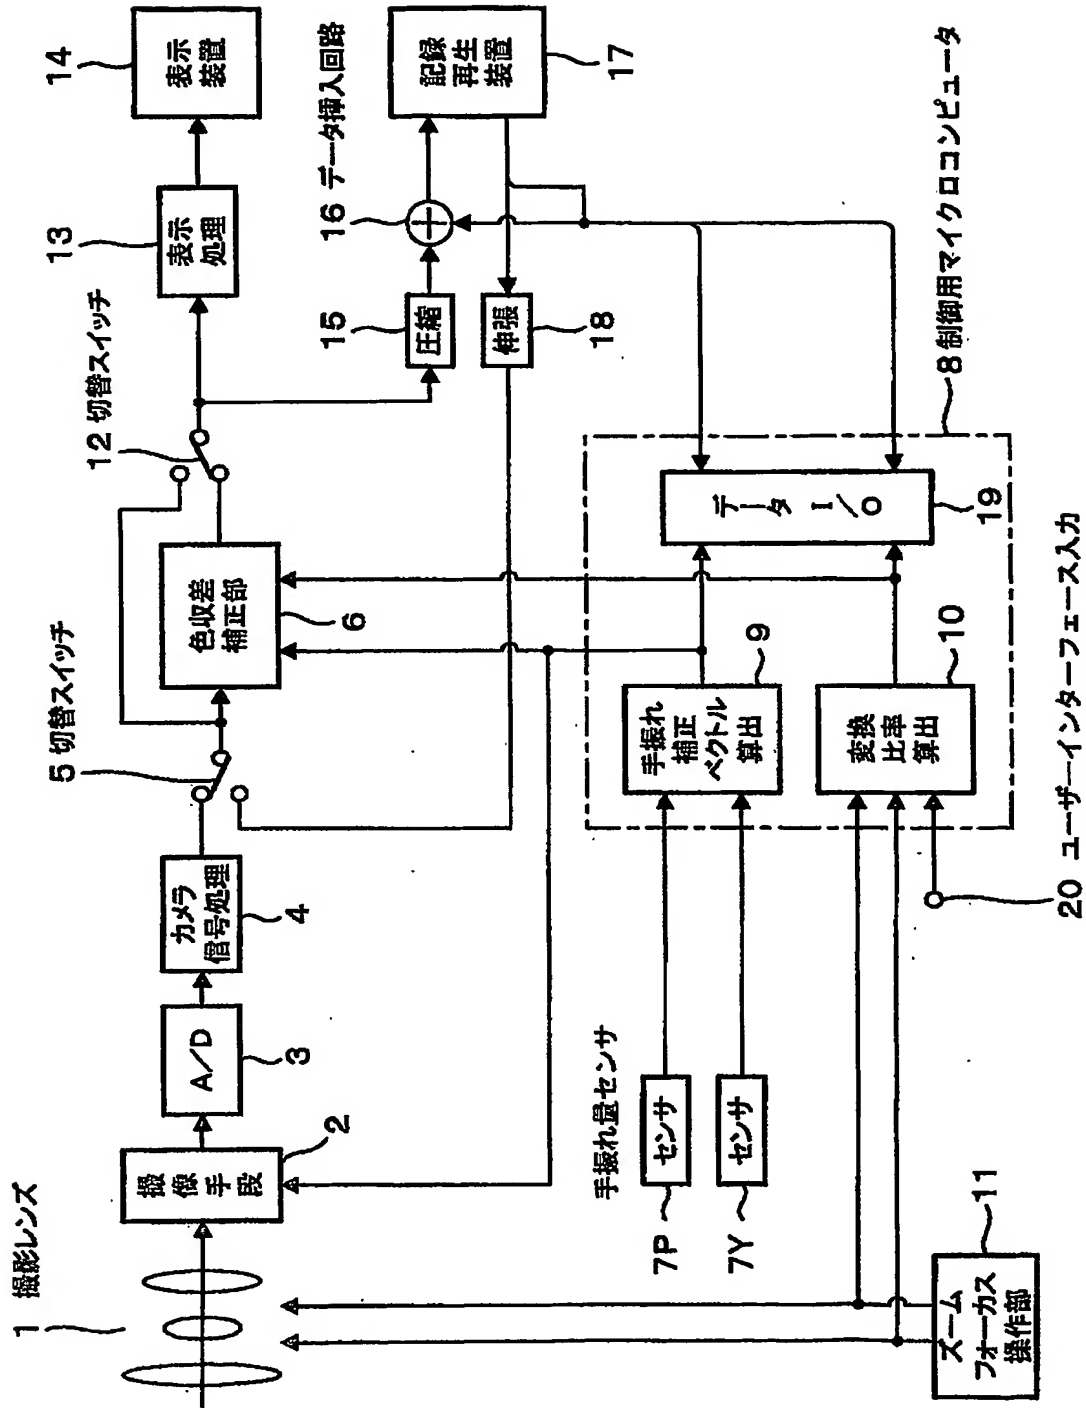 1 撮影レンズ
撮像手段
2
A/D
3
カメラ
信号処理
4
5 切替スイッチ
色収差
補正部
6
12 切替スイッチ
13
表示
処理
14
表示
装置
15
圧縮
16 データ挿入回路
記録
再生
装置
17
伸張
18
手振れ量センサ
7P
センサ
7Y
センサ
手振れ
補正
ベクトル
算出
9
変換
比率
算出
10
データ
I/O
19
8 制御用マイクロコンピュータ
20 ユーザーインターフェース入力
ズーム
フォーカス
操作部
11